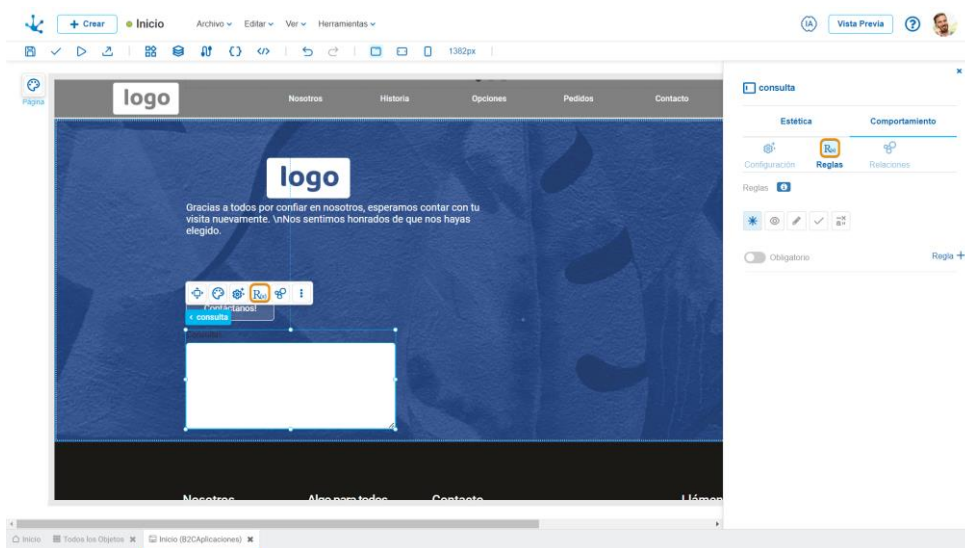 + Crear
Inicio
Archivo
Editar
Ver
Herramientas
IA
Vista Previa
?
1382px
Página
logo
Nosotros
Historia
Opciones
Pedidos
Contacto
logo
Gracias a todos por confiar en nosotros, esperamos contar con tu
visita nuevamente. \nNos sentimos honrados de que nos hayas
elegido.
Contáctanos!
consulta
Nosotros
Algo para todos
Contacto
consulta
Estética
Comportamiento
Configuración
Reglas
Relaciones
Reglas
Obligatorio
Regla +
Inicio
Todos los Objetos
Inicio (B2CAplicaciones)